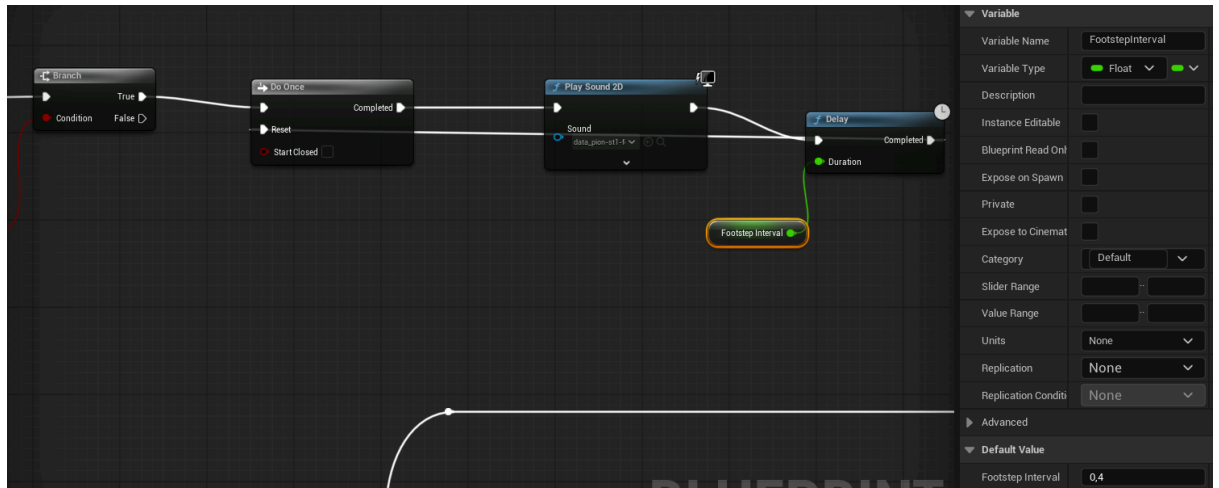 Branch
True
Condition
False
Do Once
Completed
Reset
Start Closed
Play Sound 2D
Sound
data_pion-st1-f
Delay
Completed
Duration
Footstep Interval
BLUEPRINT
Variable
Variable Name
FootstepInterval
Variable Type
Float
Description
Instance Editable
Blueprint Read Onl
Expose on Spawn
Private
Expose to Cinemat
Category
Default
Slider Range
Value Range
Units
None
Replication
None
Replication Conditi
None
Advanced
Default Value
Footstep Interval
0,4